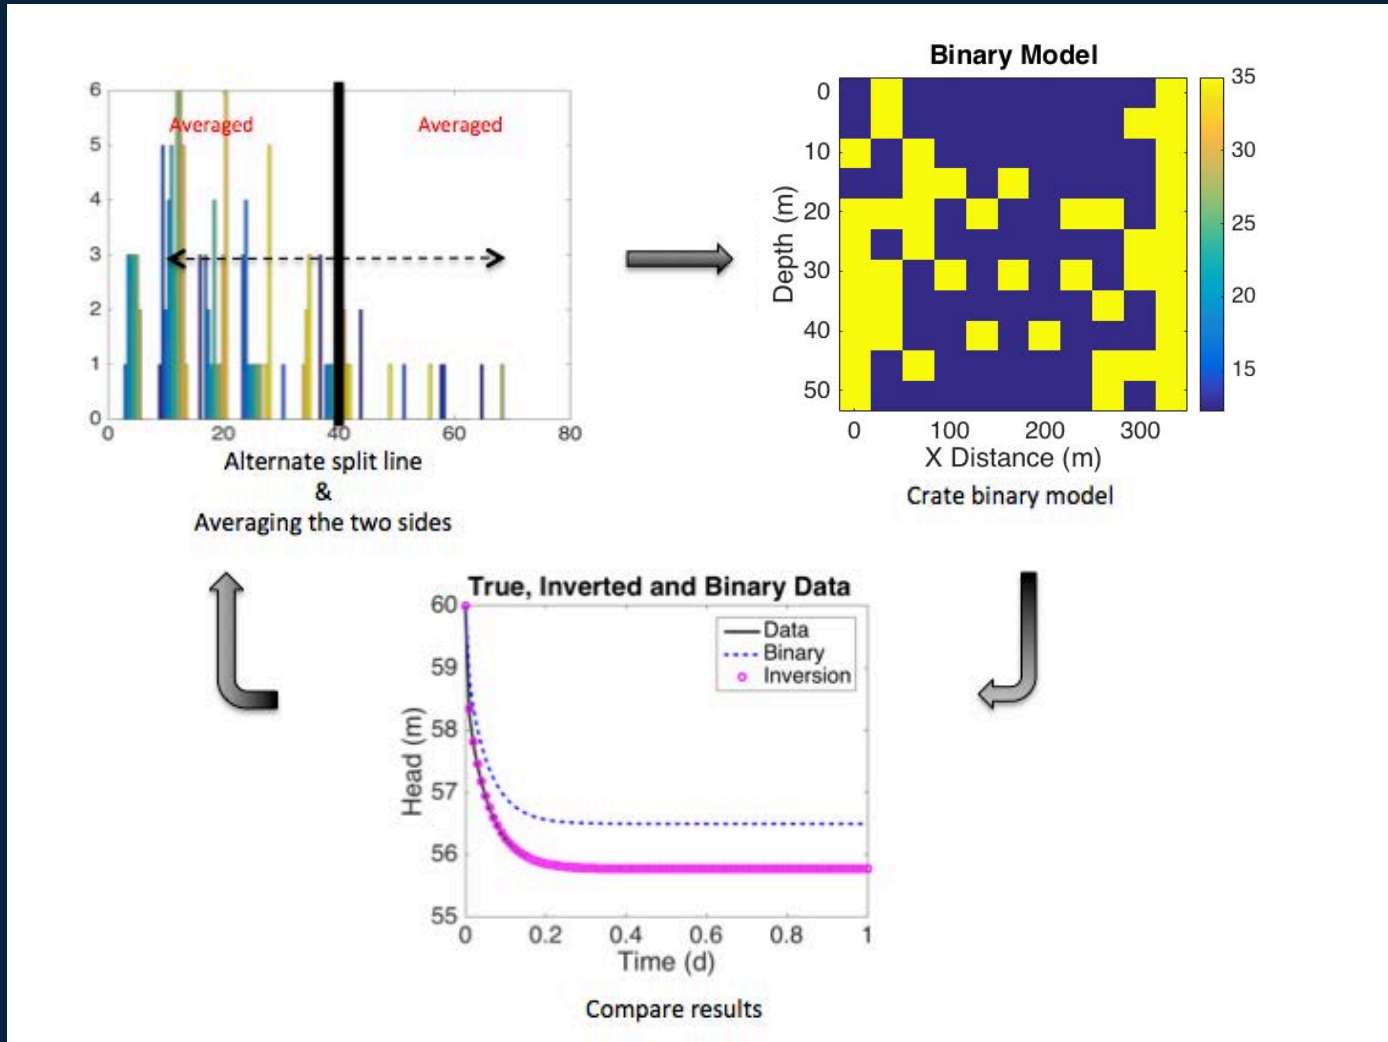 6
5
4
3
2
1
0
Averaged
Averaged
0 20 40 60 80
Alternate split line
&
Averaging the two sides
Binary Model
Depth (m)
0
10
20
30
40
50
0 100 200 300
X Distance (m)
35
30
25
20
15
Crate binary model
True, Inverted and Binary Data
Head (m)
60
59
58
57
56
55
Data
Binary
Inversion
0 0.2 0.4 0.6 0.8 1
Time (d)
Compare results